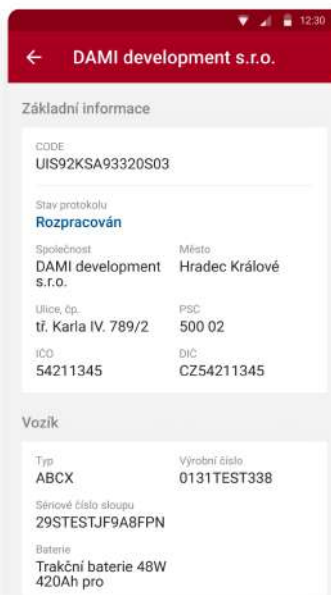 12:30
DAMI development s.r.o.
Základní informace
CODE
UIS92KSA93320S03
Stav protokolu
Rozpracován
Společnost
Město
DAMI development
s.r.o.
Hradec Králové
Ulice, čp.
PSC
tř. Karla IV. 789/2
500 02
IČO
DIČ
54211345
CZ54211345
Vozík
Typ
Výrobní číslo
ABCX
0131TEST338
Sériové číslo sloupu
29STESTJF9A8FPN
Baterie
Trakční baterie 48W
420Ah pro